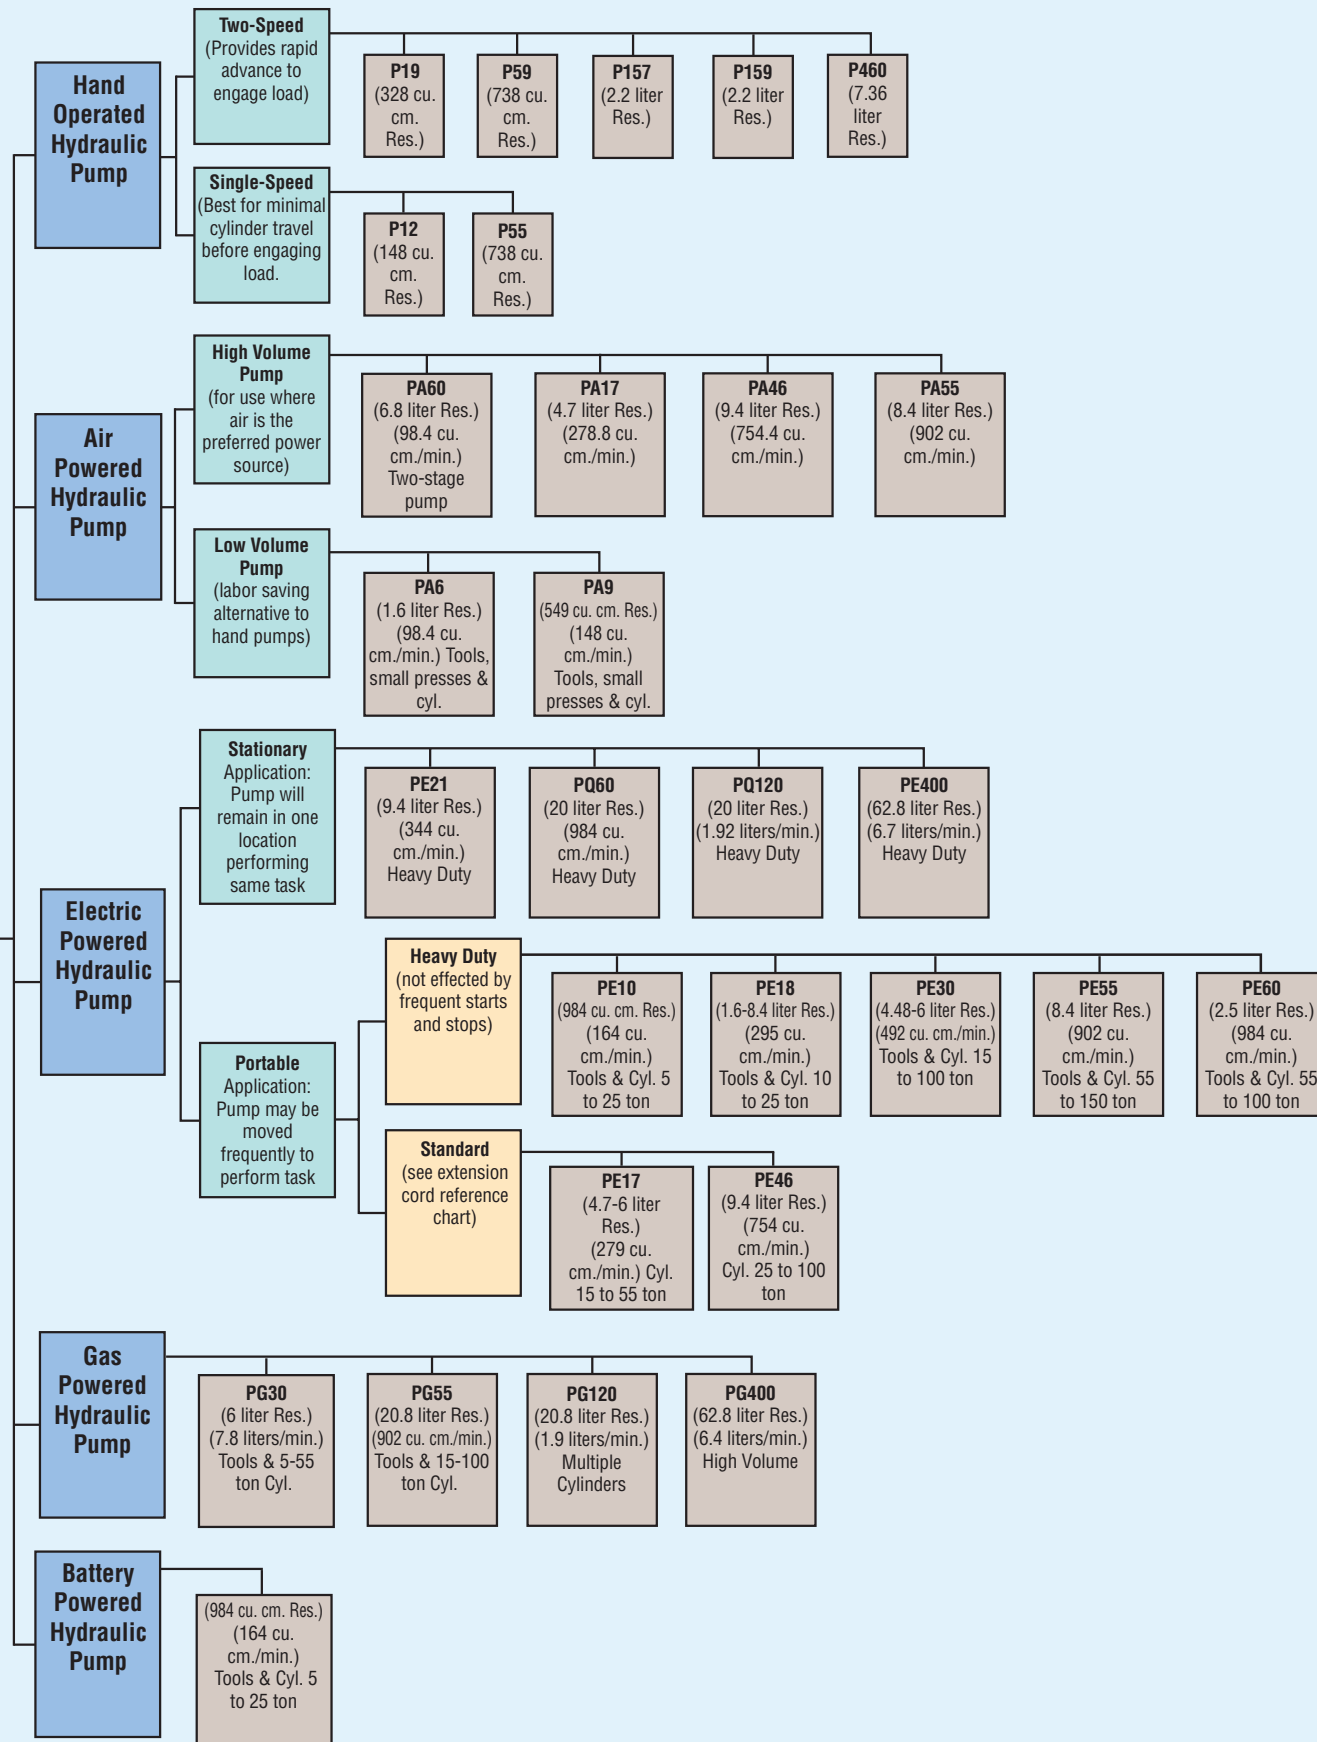 Hand
Operated
Hydraulic
Pump
Two-Speed
(Provides rapid
advance to
engage load)
P19
(328 cu.
cm.
Res.)
P59
(738 cu.
cm.
Res.)
P157
(2.2 liter
Res.)
P159
(2.2 liter
Res.)
P460
(7.36
liter
Res.)
Single-Speed
(Best for minimal
cylinder travel
before engaging
load.
P12
(148 cu.
cm.
Res.)
P55
(738 cu.
cm.
Res.)
Air
Powered
Hydraulic
Pump
High Volume
Pump
(for use where
air is the
preferred power
source)
PA60
(6.8 liter Res.)
(98.4 cu.
cm./min.)
Two-stage
pump
PA17
(4.7 liter Res.)
(278.8 cu.
cm./min.)
PA46
(9.4 liter Res.)
(754.4 cu.
cm./min.)
PA55
(8.4 liter Res.)
(902 cu.
cm./min.)
Low Volume
Pump
(labor saving
alternative to
hand pumps)
PA6
(1.6 liter Res.)
(98.4 cu.
cm./min.) Tools,
small presses &
cyl.
PA9
(549 cu. cm. Res.)
(148 cu.
cm./min.)
Tools, small
presses & cyl.
Electric
Powered
Hydraulic
Pump
Stationary
Application:
Pump will
remain in one
location
performing
same task
PE21
(9.4 liter Res.)
(344 cu.
cm./min.)
Heavy Duty
PQ60
(20 liter Res.)
(984 cu.
cm./min.)
Heavy Duty
PQ120
(20 liter Res.)
(1.92 liters/min.)
Heavy Duty
PE400
(62.8 liter Res.)
(6.7 liters/min.)
Heavy Duty
Portable
Application:
Pump may be
moved
frequently to
perform task
Heavy Duty
(not effected by
frequent starts
and stops)
PE10
(984 cu. cm. Res.)
(164 cu.
cm./min.)
Tools & Cyl. 5
to 25 ton
PE18
(1.6-8.4 liter Res.)
(295 cu.
cm./min.)
Tools & Cyl. 10
to 25 ton
PE30
(4.48-6 liter Res.)
(492 cu. cm./min.)
Tools & Cyl. 15
to 100 ton
PE55
(8.4 liter Res.)
(902 cu.
cm./min.)
Tools & Cyl. 55
to 150 ton
PE60
(2.5 liter Res.)
(984 cu.
cm./min.)
Tools & Cyl. 55
to 100 ton
Standard
(see extension
cord reference
chart)
PE17
(4.7-6 liter
Res.)
(279 cu.
cm./min.) Cyl.
15 to 55 ton
PE46
(9.4 liter Res.)
(754 cu.
cm./min.)
Cyl. 25 to 100
ton
Gas
Powered
Hydraulic
Pump
PG30
(6 liter Res.)
(7.8 liters/min.)
Tools & 5-55
ton Cyl.
PG55
(20.8 liter Res.)
(902 cu. cm./min.)
Tools & 15-100
ton Cyl.
PG120
(20.8 liter Res.)
(1.9 liters/min.)
Multiple
Cylinders
PG400
(62.8 liter Res.)
(6.4 liters/min.)
High Volume
Battery
Powered
Hydraulic
Pump
(984 cu. cm. Res.)
(164 cu.
cm./min.)
Tools & Cyl. 5
to 25 ton